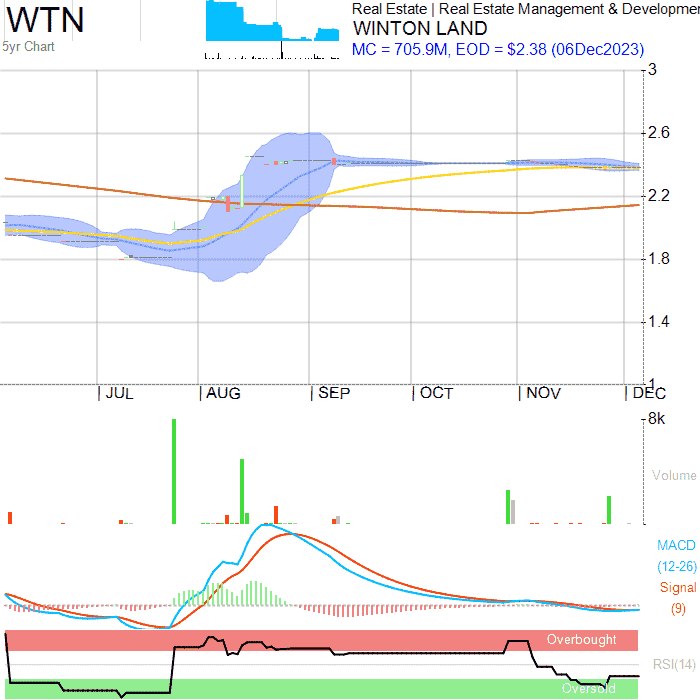 WTN
5yr Chart
Real Estate | Real Estate Management & Developmen
WINTON LAND
MC = 705.9M, EOD = $2.38 (06Dec2023)
3
2.6
2.2
1.8
1.4
1
JUL AUG SEP OCT NOV DEC
8k
Volume
MACD
(12-26)
Signal
(9)
Overbought
RSI(14)
Oversold